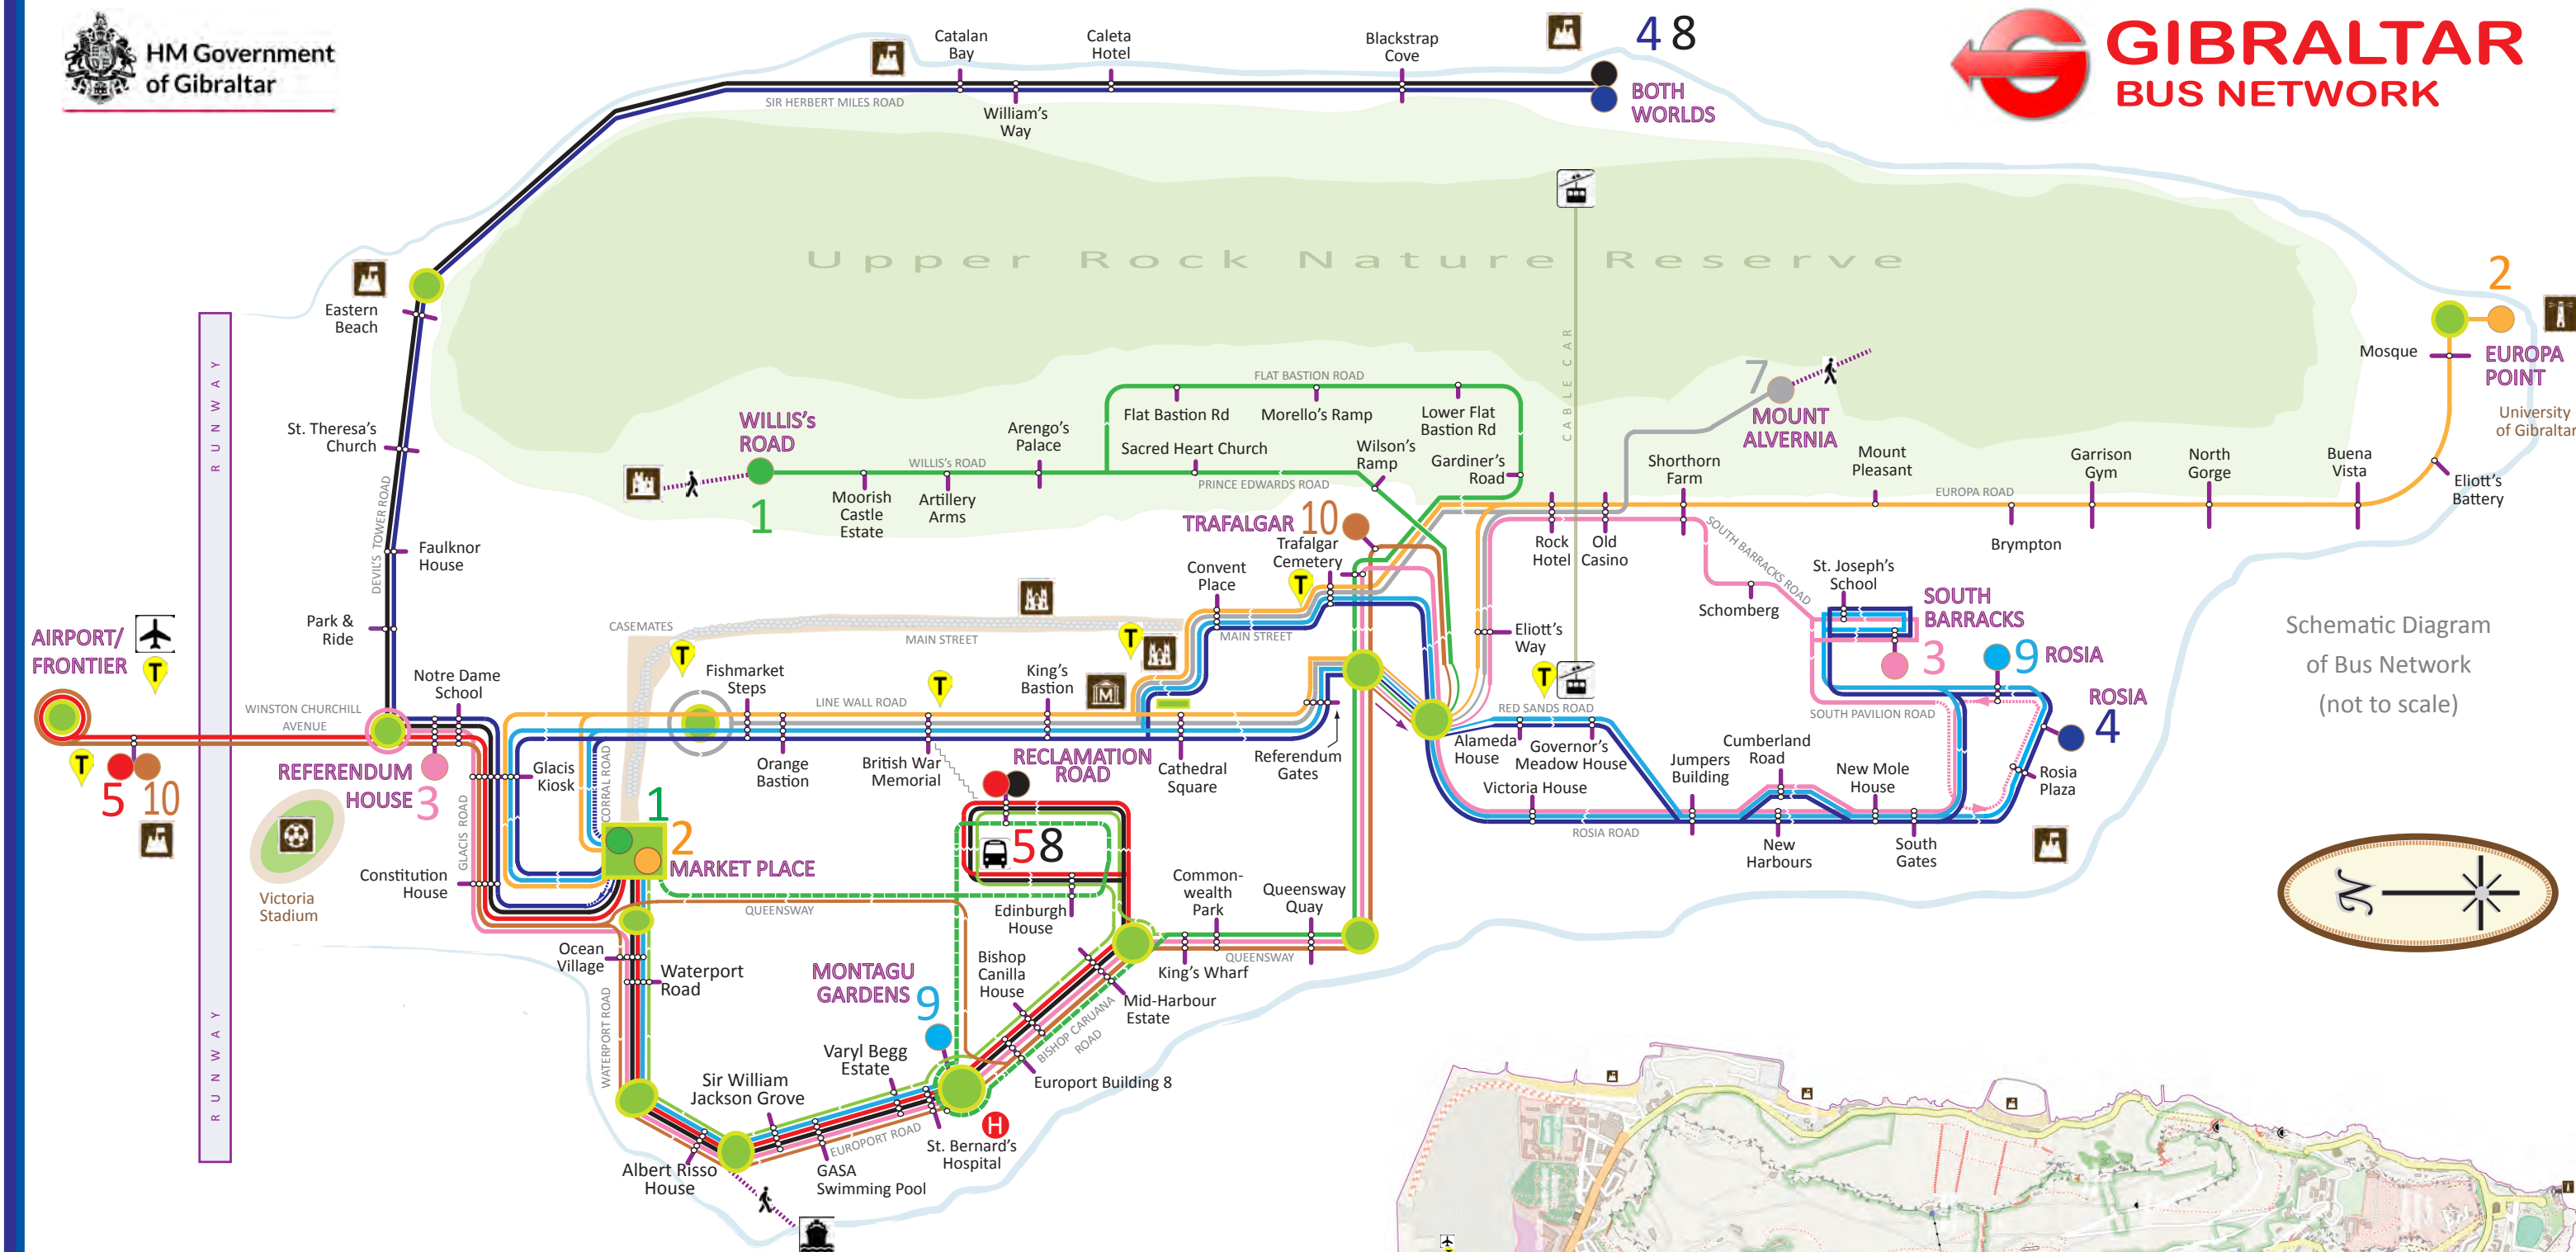 HM Government
of Gibraltar
GIBRALTAR
BUS NETWORK
Catalan
Bay
Caleta
Hotel
Blackstrap
Cove
4 8
BOTH
WORLDS
SIR HERBERT MILES ROAD
William's
Way
Upper Rock Nature Reserve
CABLE CAR
Eastern
Beach
St. Theresa's
Church
DEVIL'S TOWER ROAD
Faulknor
House
Park &
Ride
RUNWAY
RUNWAY
AIRPORT/
FRONTIER
T
T
5 10
WINSTON CHURCHILL
AVENUE
Notre Dame
School
REFERENDUM
HOUSE 3
Victoria
Stadium
GLACIS ROAD
Glacis
Kiosk
Constitution
House
CORRAL ROAD
CASEMATES
MAIN STREET
T
T
T
Fishmarket
Steps
LINE WALL ROAD
King's
Bastion
M
Orange
Bastion
British War
Memorial
RECLAMATION
ROAD
Cathedral
Square
Referendum
Gates
1
2
MARKET PLACE
58
QUEENSWAY
Edinburgh
House
Ocean
Village
Waterport
Road
WATERPORT ROAD
MONTAGU
GARDENS 9
Bishop
Canilla
House
Common-
wealth
Park
Queensway
Quay
King's Wharf
QUEENSWAY
Mid-Harbour
Estate
BISHOP CARUANA
ROAD
Europort Building 8
Varyl Begg
Estate
Sir William
Jackson Grove
Albert Risso
House
GASA
Swimming Pool
EUROPORT ROAD
St. Bernard's
Hospital
H
WILLIS's
ROAD
1
Moorish
Castle
Estate
Artillery
Arms
WILLIS's ROAD
Arengo's
Palace
FLAT BASTION ROAD
Flat Bastion Rd
Morello's Ramp
Lower Flat
Bastion Rd
Sacred Heart Church
PRINCE EDWARDS ROAD
Wilson's
Ramp
Gardiner's
Road
TRAFALGAR 10
Trafalgar
Cemetery
T
Convent
Place
MAIN STREET
Rock
Hotel
Old
Casino
Eliott's
Way
T
7
MOUNT
ALVERNIA
Shorthorn
Farm
Mount
Pleasant
EUROPA ROAD
Brympton
Garrison
Gym
North
Gorge
Buena
Vista
Eliott's
Battery
Mosque
2
EUROPA
POINT
University
of Gibraltar
SOUTH BARRACKS ROAD
Schomberg
St. Joseph's
School
SOUTH
BARRACKS
3
9 ROSIA
ROSIA
4
SOUTH PAVILION ROAD
Rosia
Plaza
RED SANDS ROAD
Alameda
House
Governor's
Meadow House
Victoria House
ROSIA ROAD
Jumpers
Building
Cumberland
Road
New
Harbours
New Mole
House
South
Gates
Schematic Diagram
of Bus Network
(not to scale)
N